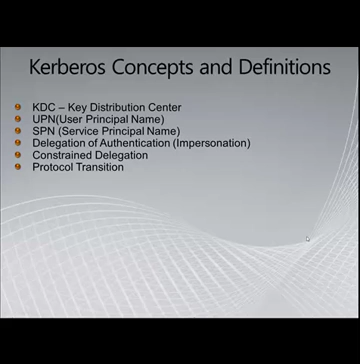 Kerberos Concepts and Definitions
KDC – Key Distribution Center
UPN(User Principal Name)
SPN (Service Principal Name)
Delegation of Authentication (Impersonation)
Constrained Delegation
Protocol Transition